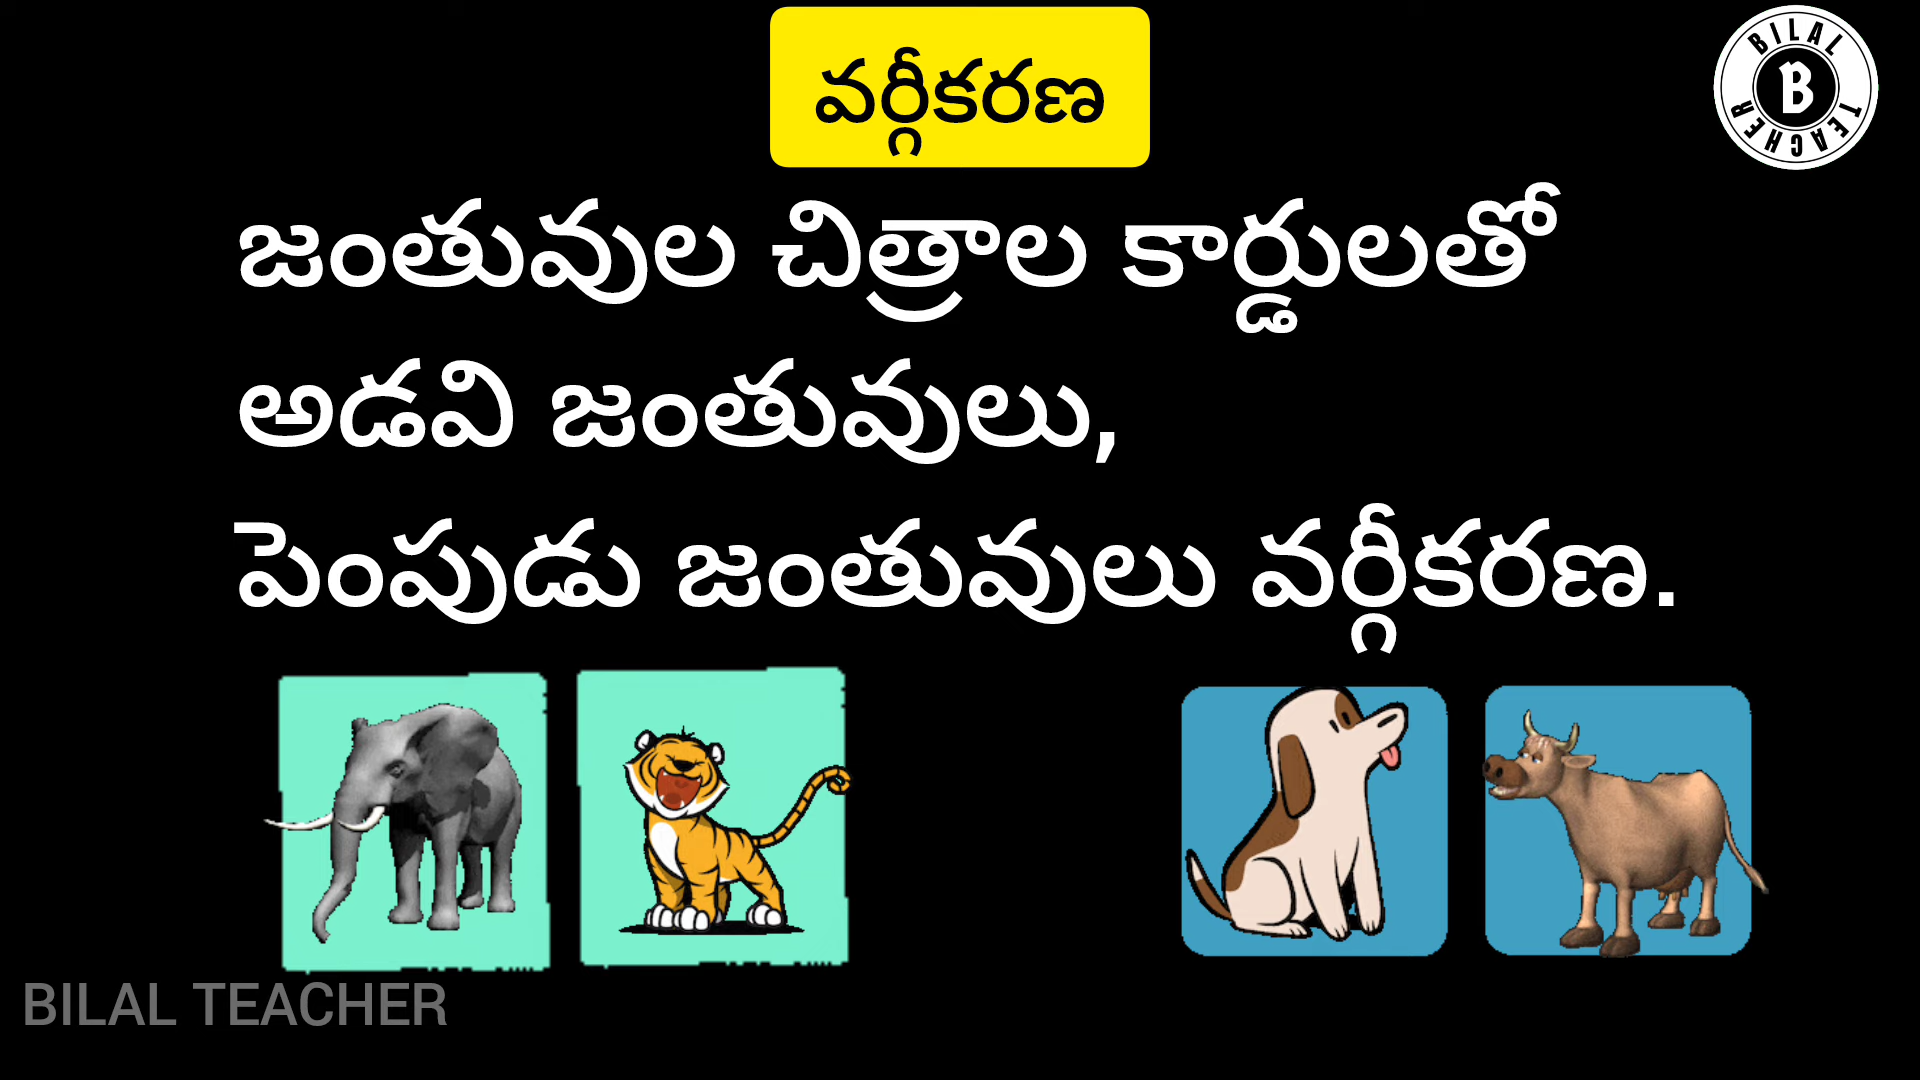 వర్గీకరణ
BILAL TEACHER
B
జంతువుల చిత్రాల కార్డులతో
అడవి జంతువులు,
పెంపుడు జంతువులు వర్గీకరణ.
BILAL TEACHER